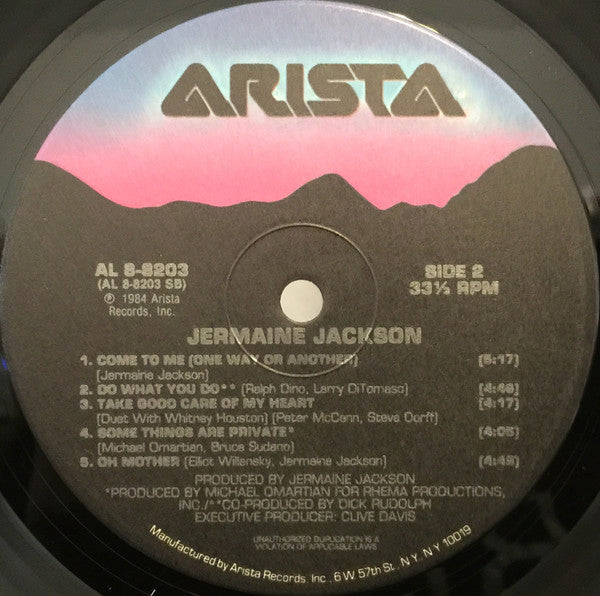 ARISTA
AL 8-8203
(AL 8-8203 SB)
℗ 1984 Arista
Records, Inc.
SIDE 2
33⅓ RPM
JERMAINE JACKSON
1. COME TO ME (ONE WAY OR ANOTHER) [5:17]
[Jermaine Jackson]
2. DO WHAT YOU DO** [Ralph Dino, Larry DiTomaso] [4:46]
3. TAKE GOOD CARE OF MY HEART [4:17]
[Duet With Whitney Houston] [Peter McCann, Steve Dorff]
4. SOME THINGS ARE PRIVATE* [4:05]
[Michael Omartian, Bruce Sudano]
5. OH MOTHER [Elliot Willensky, Jermaine Jackson]
PRODUCED BY JERMAINE JACKSON
*PRODUCED BY MICHAEL OMARTIAN FOR RHEMA PRODUCTIONS,
INC./**CO-PRODUCED BY DICK RUDOLPH
EXECUTIVE PRODUCER: CLIVE DAVIS
UNAUTHORIZED DUPLICATION IS A
VIOLATION OF APPLICABLE LAWS
Manufactured by Arista Records, Inc., 6 W 57th St., N.Y., N.Y. 10019